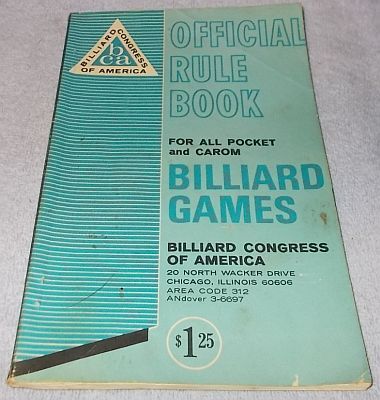 BILLIARD CONGRESS
OF AMERICA
bca
OFFICIAL
RULE
BOOK
FOR ALL POCKET
and CAROM
BILLIARD
GAMES
BILLIARD CONGRESS
OF AMERICA
20 NORTH WACKER DRIVE
CHICAGO, ILLINOIS 60606
AREA CODE 312
ANdover 3-6697
$1.25